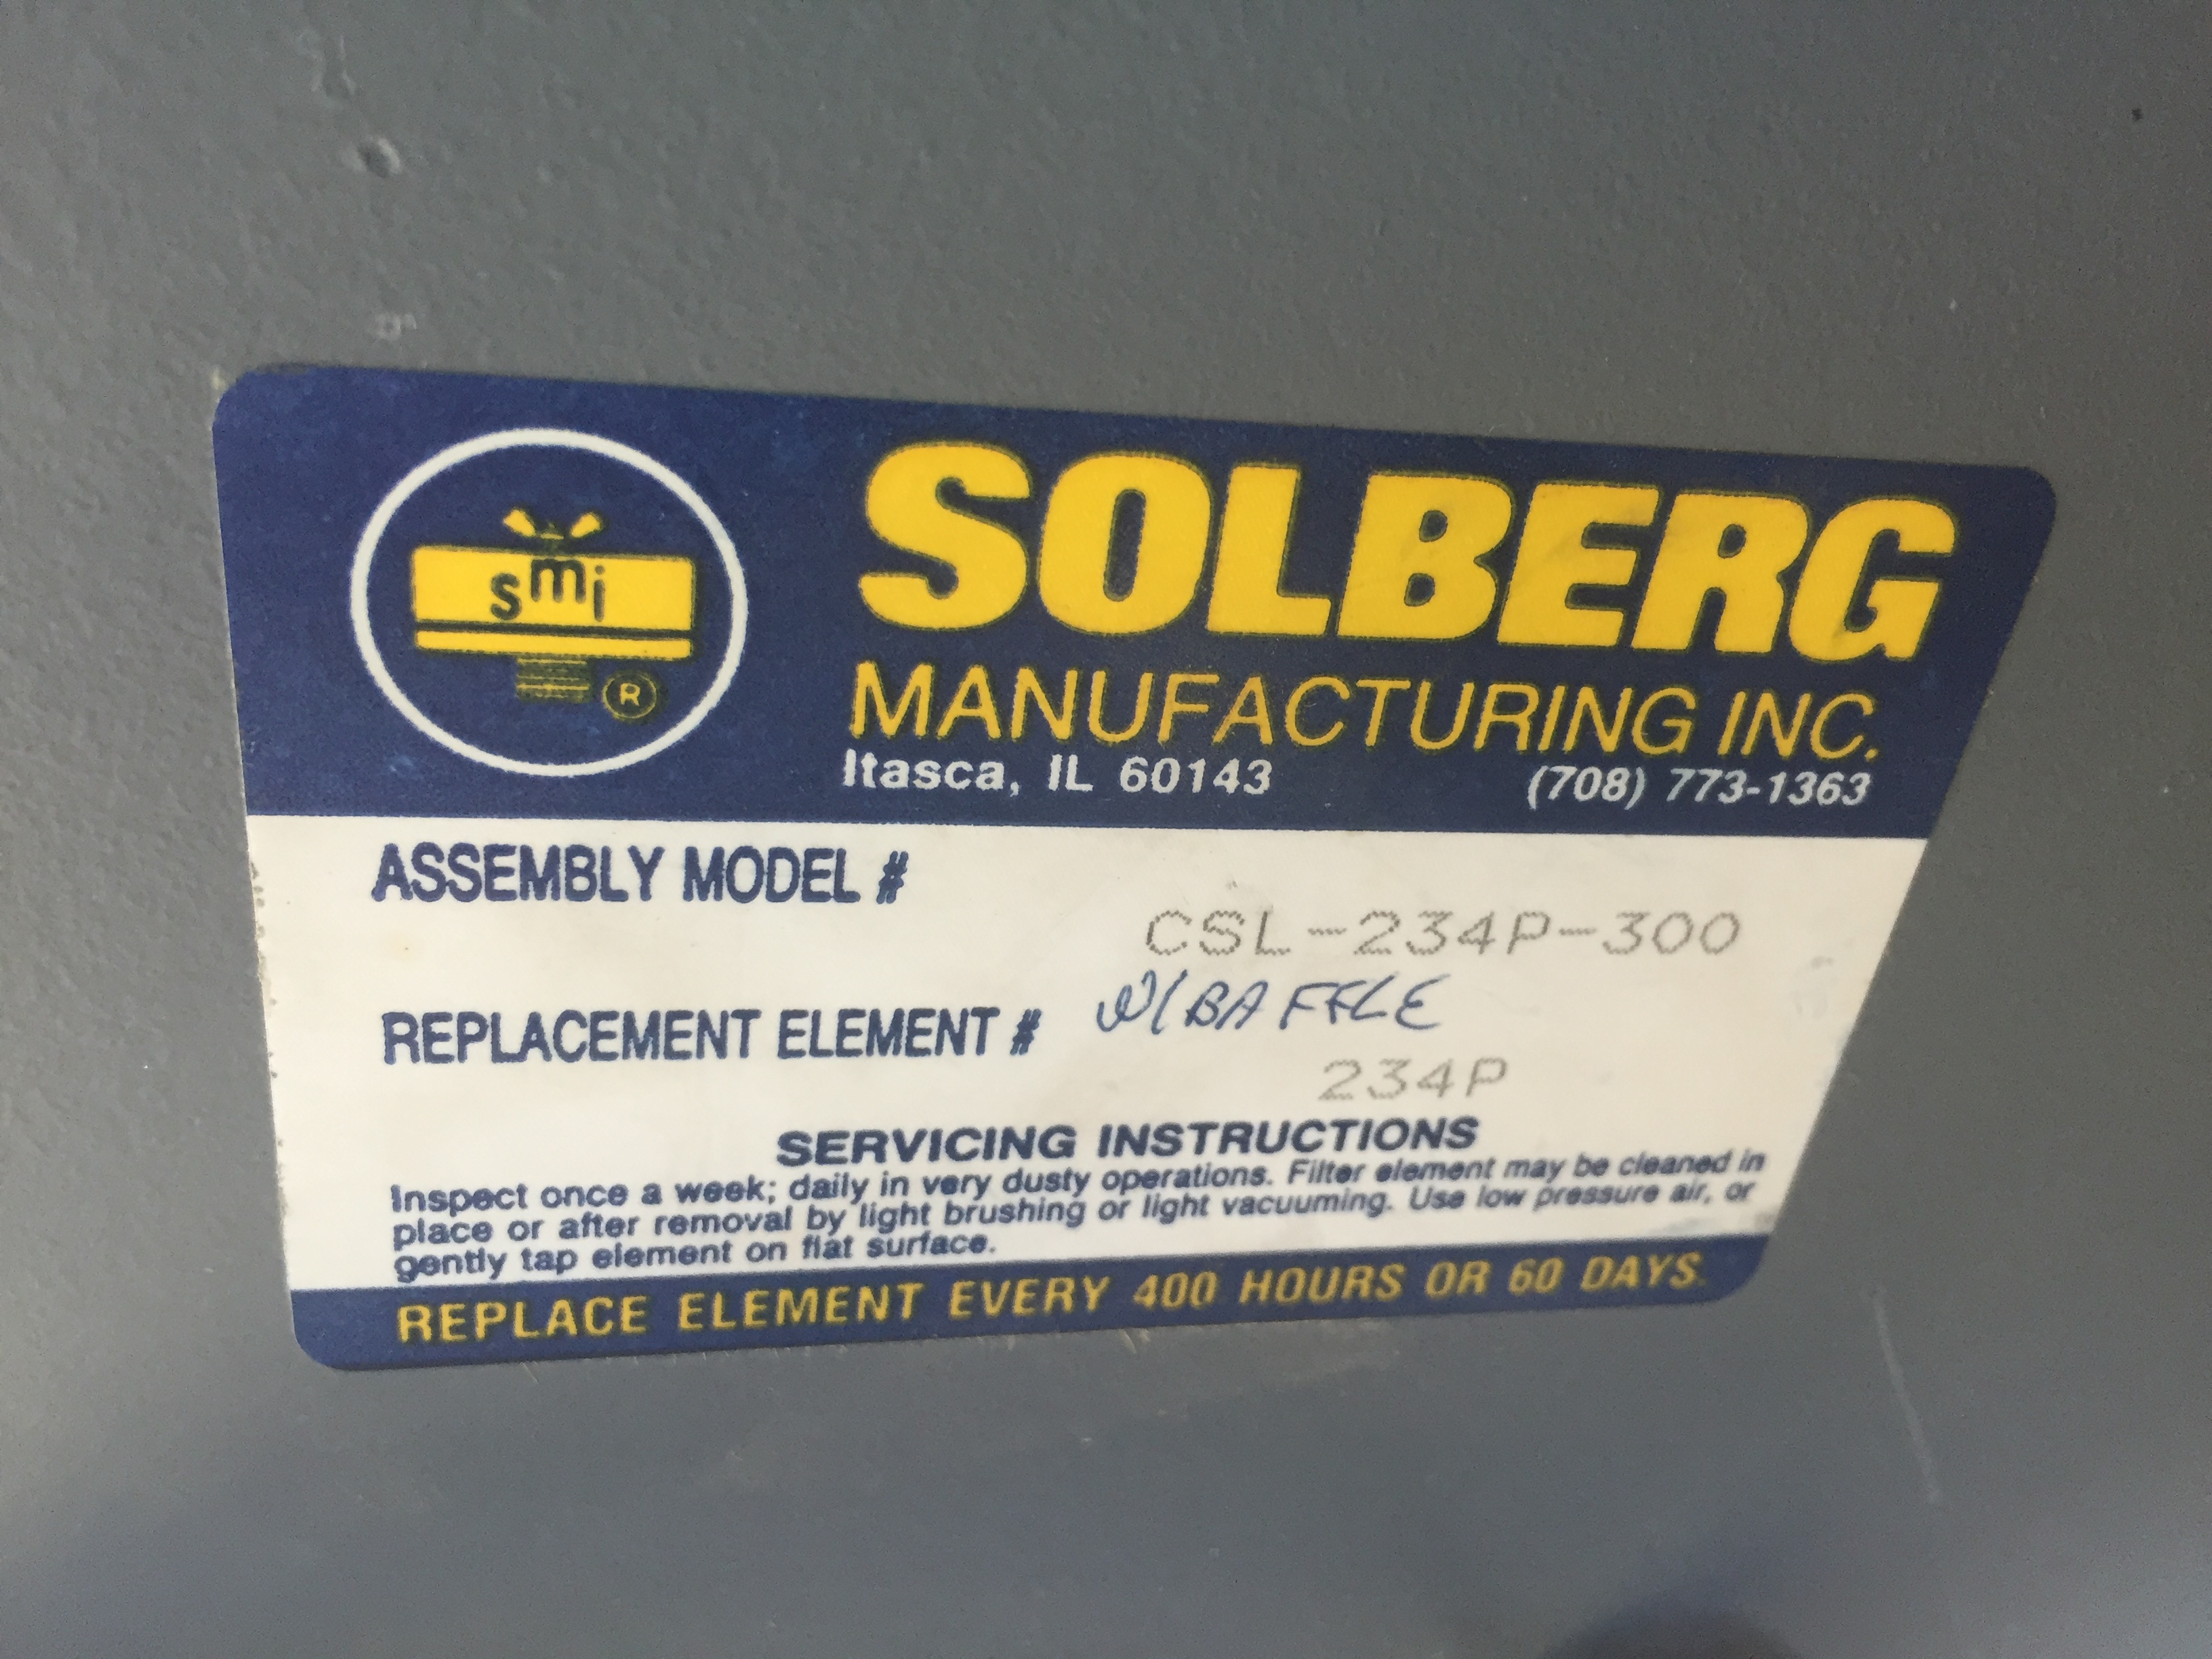 smi
®
SOLBERG
MANUFACTURING INC.
Itasca, IL 60143 (708) 773-1363
ASSEMBLY MODEL #
CSL-234P-300
W/BAFFLE
REPLACEMENT ELEMENT #
234P
SERVICING INSTRUCTIONS
Inspect once a week; daily in very dusty operations. Filter element may be cleaned in
place or after removal by light brushing or light vacuuming. Use low pressure air, or
gently tap element on flat surface.
REPLACE ELEMENT EVERY 400 HOURS OR 60 DAYS.